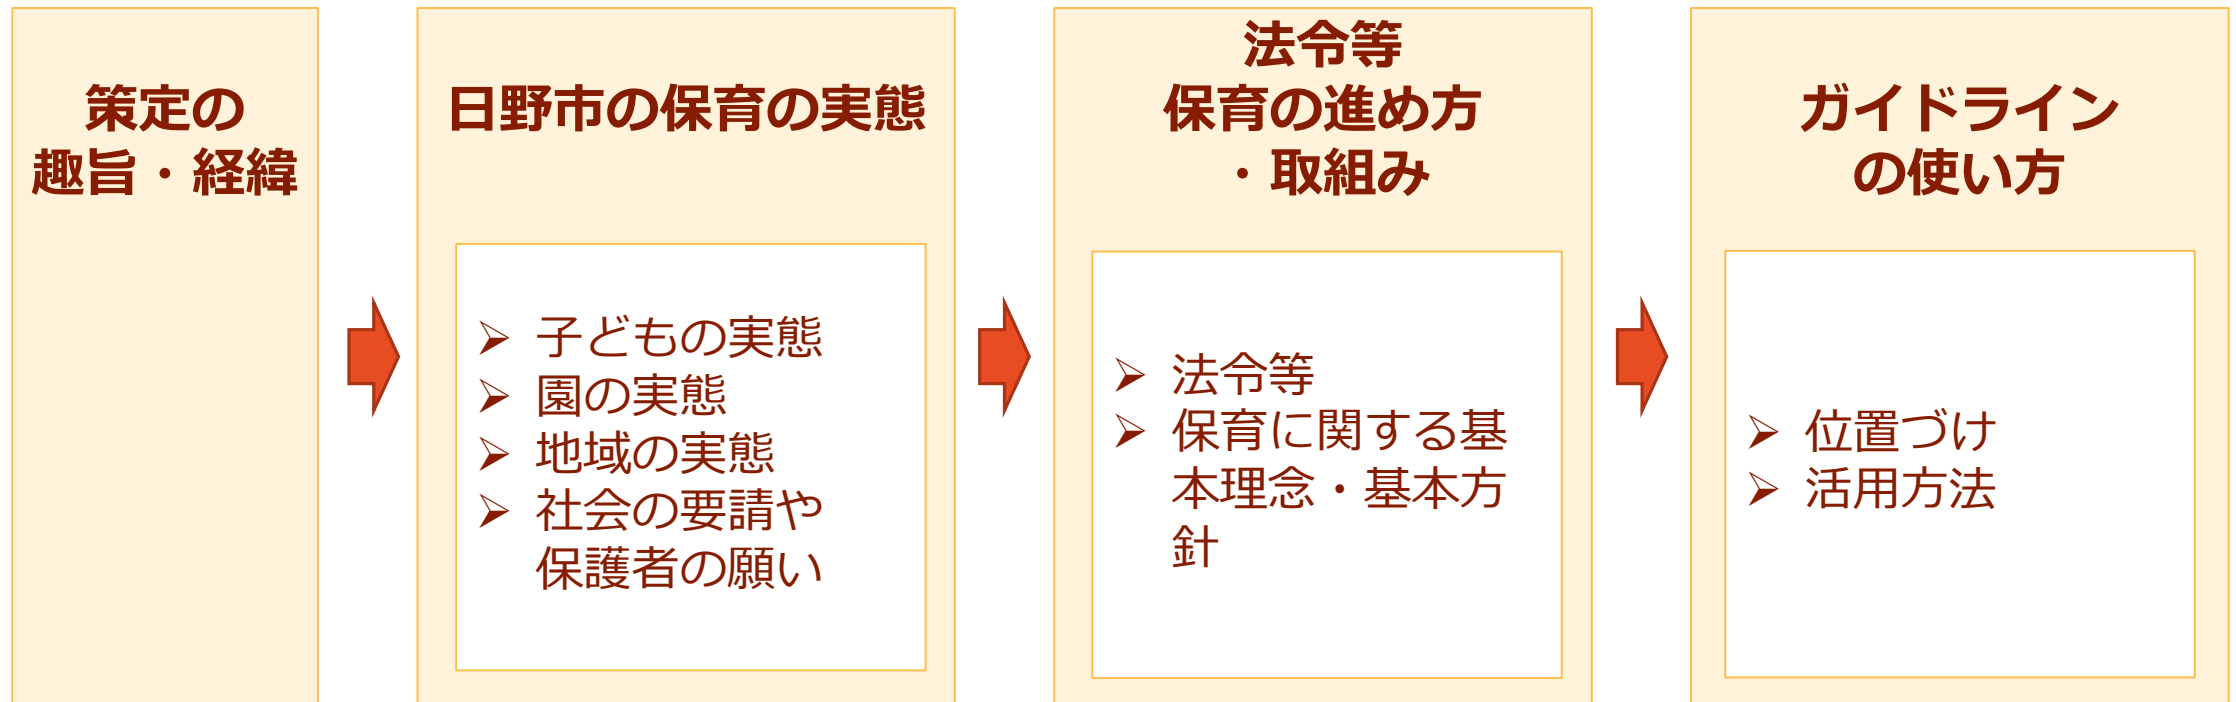 策定の
趣旨・経緯
日野市の保育の実態
➢ 子どもの実態
➢ 園の実態
➢ 地域の実態
➢ 社会の要請や
保護者の願い
法令等
保育の進め方
・取組み
➢ 法令等
➢ 保育に関する基
本理念・基本方
針
ガイドライン
の使い方
➢ 位置づけ
➢ 活用方法